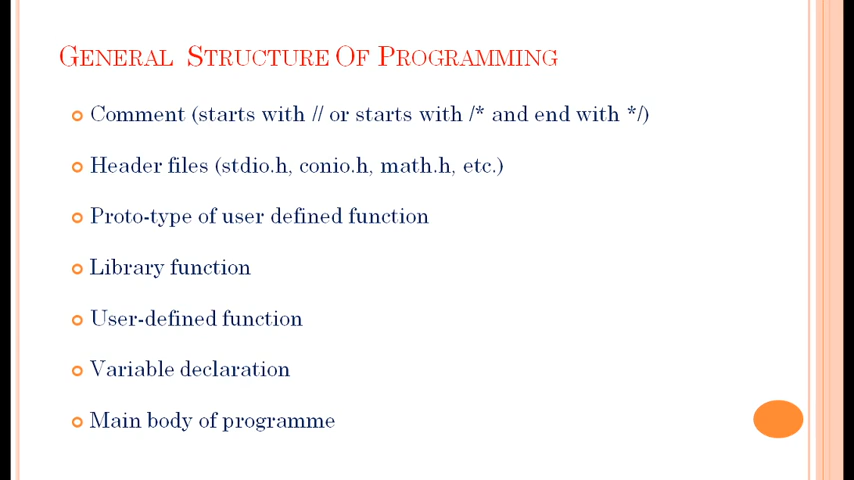 General Structure Of Programming
Comment (starts with // or starts with /* and end with */)
Header files (stdio.h, conio.h, math.h, etc.)
Proto-type of user defined function
Library function
User-defined function
Variable declaration
Main body of programme